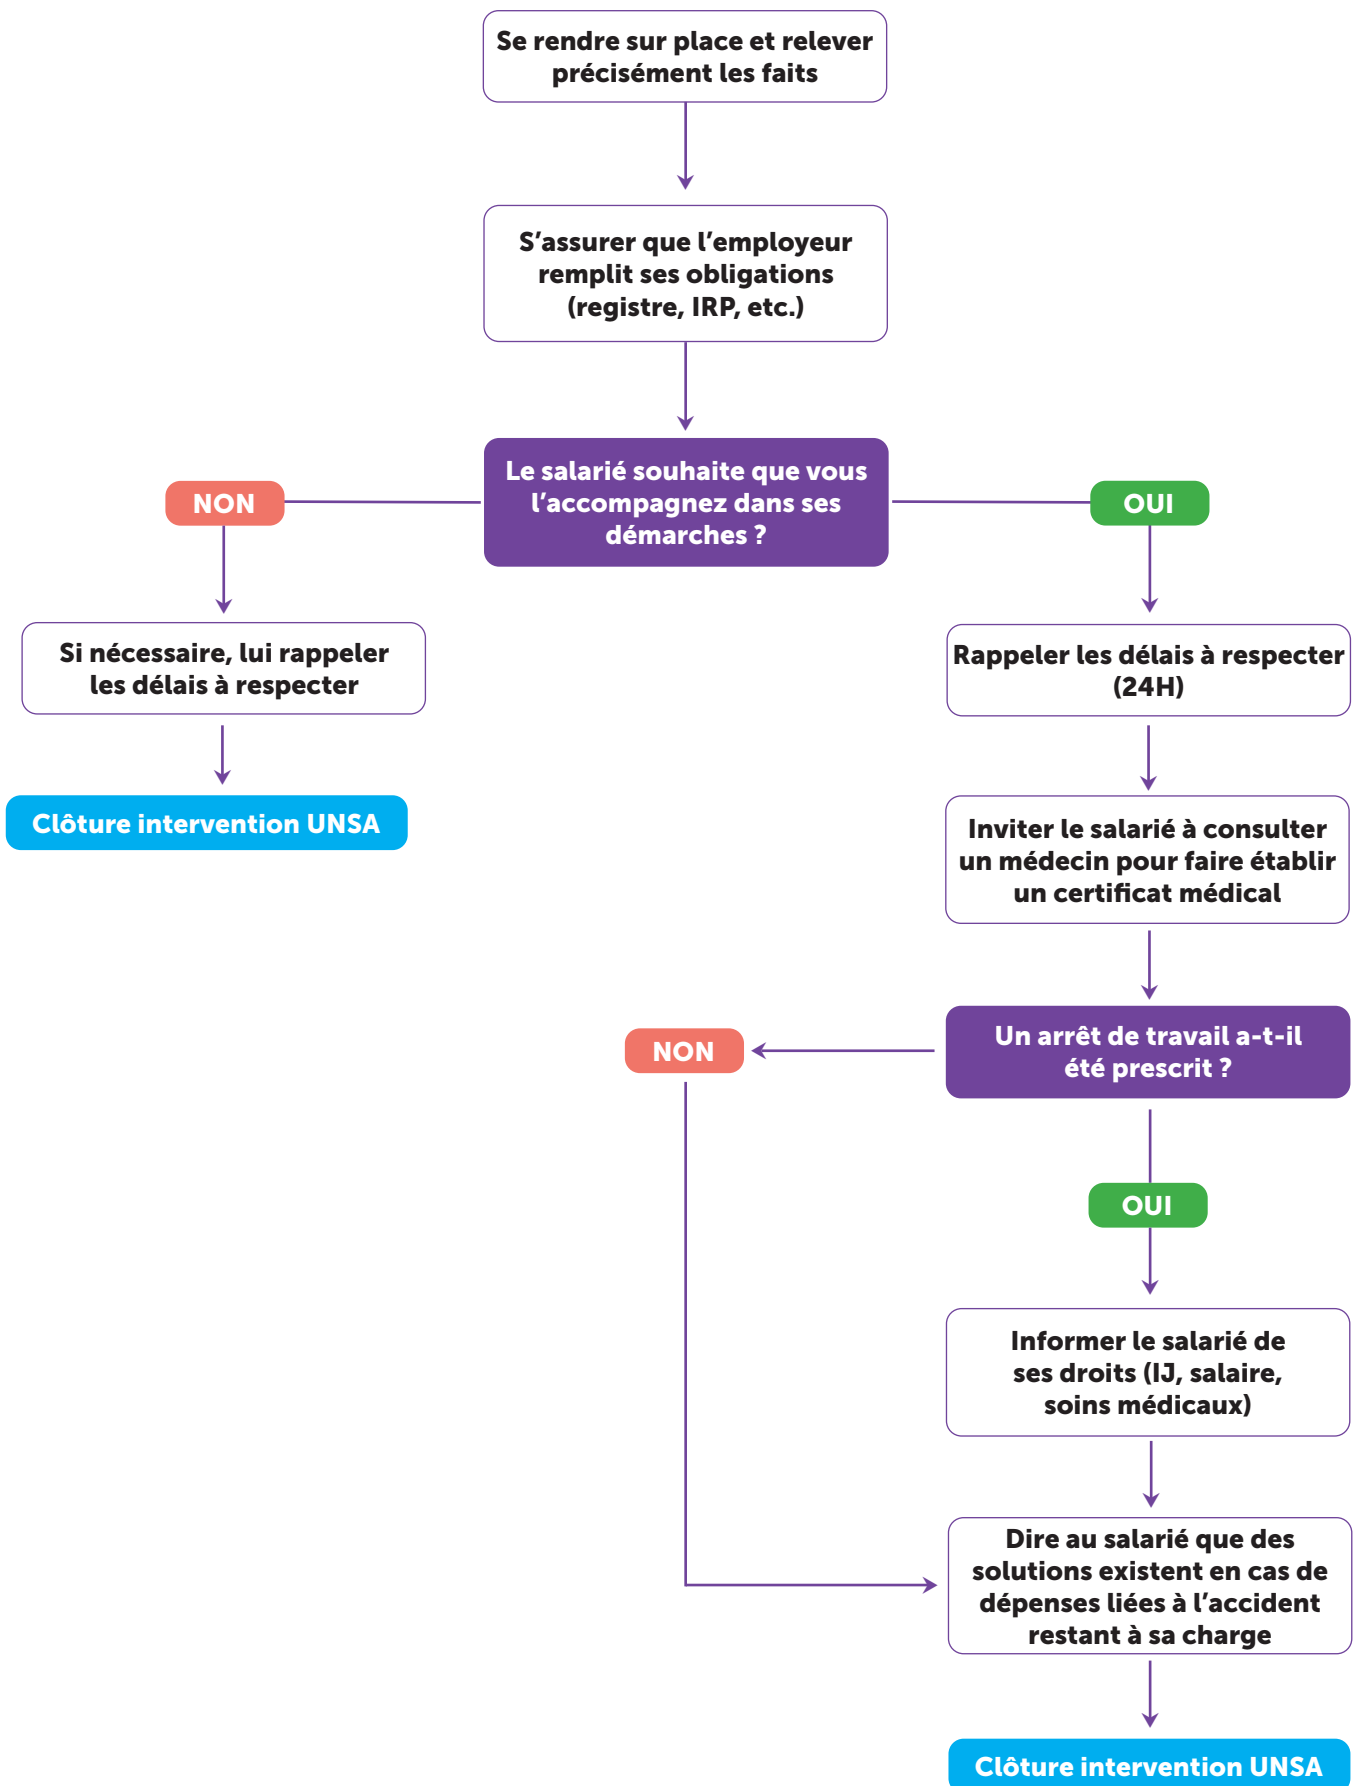 Se rendre sur place et relever
précisément les faits
S’assurer que l’employeur
remplit ses obligations
(registre, IRP, etc.)
Le salarié souhaite que vous
l’accompagnez dans ses
démarches ?
NON
OUI
Si nécessaire, lui rappeler
les délais à respecter
Clôture intervention UNSA
Rappeler les délais à respecter
(24H)
Inviter le salarié à consulter
un médecin pour faire établir
un certificat médical
Un arrêt de travail a-t-il
été prescrit ?
NON
OUI
Informer le salarié de
ses droits (IJ, salaire,
soins médicaux)
Dire au salarié que des
solutions existent en cas de
dépenses liées à l’accident
restant à sa charge
Clôture intervention UNSA